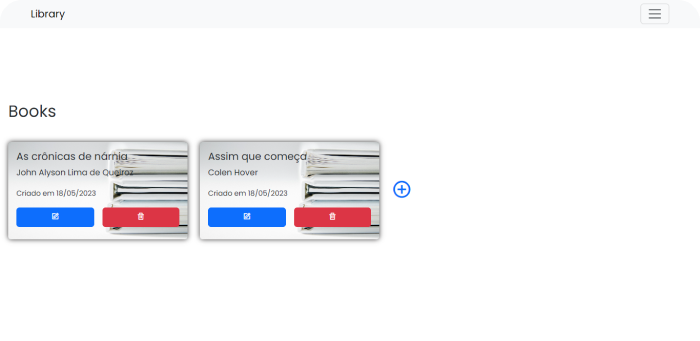 Library
Books
As crônicas de nárnia
John Alyson Lima de Queiroz
Criado em 18/05/2023
Assim que começa
Colen Hover
Criado em 18/05/2023